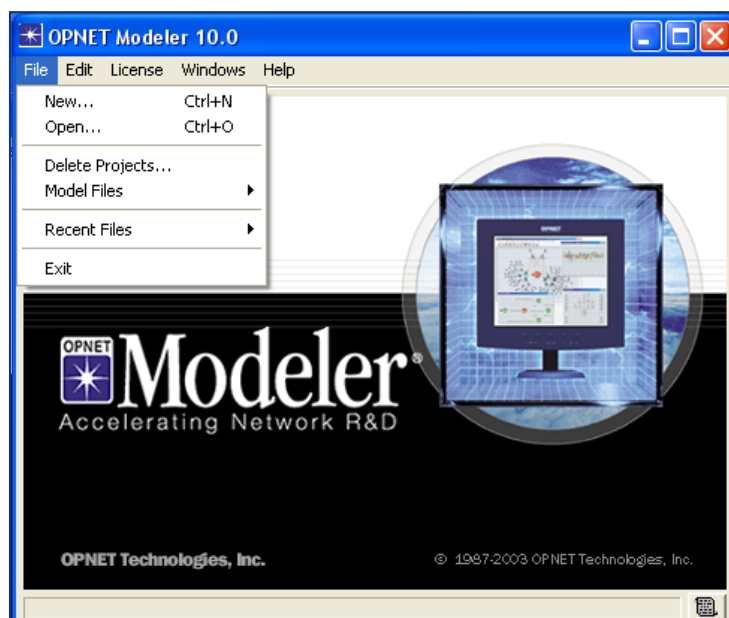 OPNET Modeler 10.0
File Edit License Windows Help
New... Ctrl+N
Open... Ctrl+O
Delete Projects...
Model Files
Recent Files
Exit
OPNET
OPNET
Modeler®
Accelerating Network R&D
OPNET Technologies, Inc. © 1987-2003 OPNET Technologies, Inc.